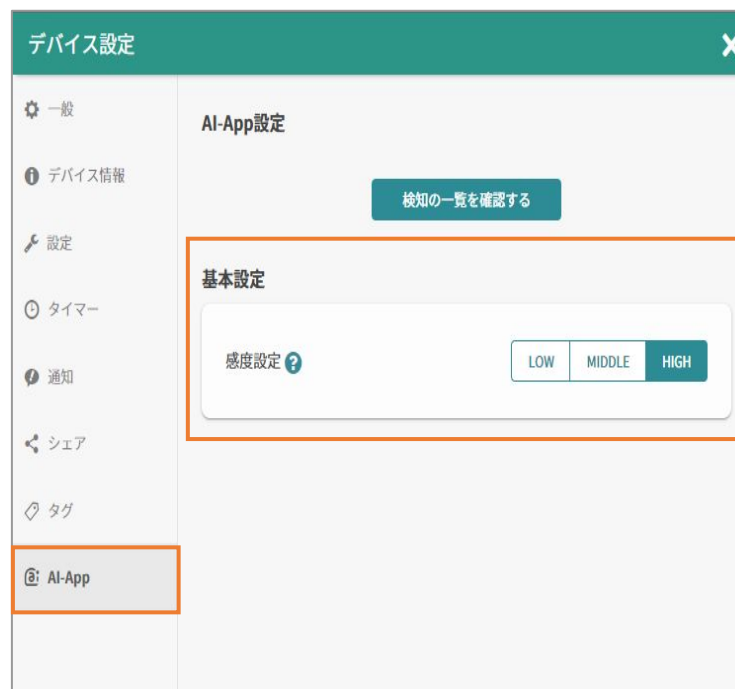 デバイス設定
一般
デバイス情報
設定
タイマー
通知
シェア
タグ
AI-App
AI-App設定
検知の一覧を確認する
基本設定
感度設定 ?
LOW MIDDLE HIGH